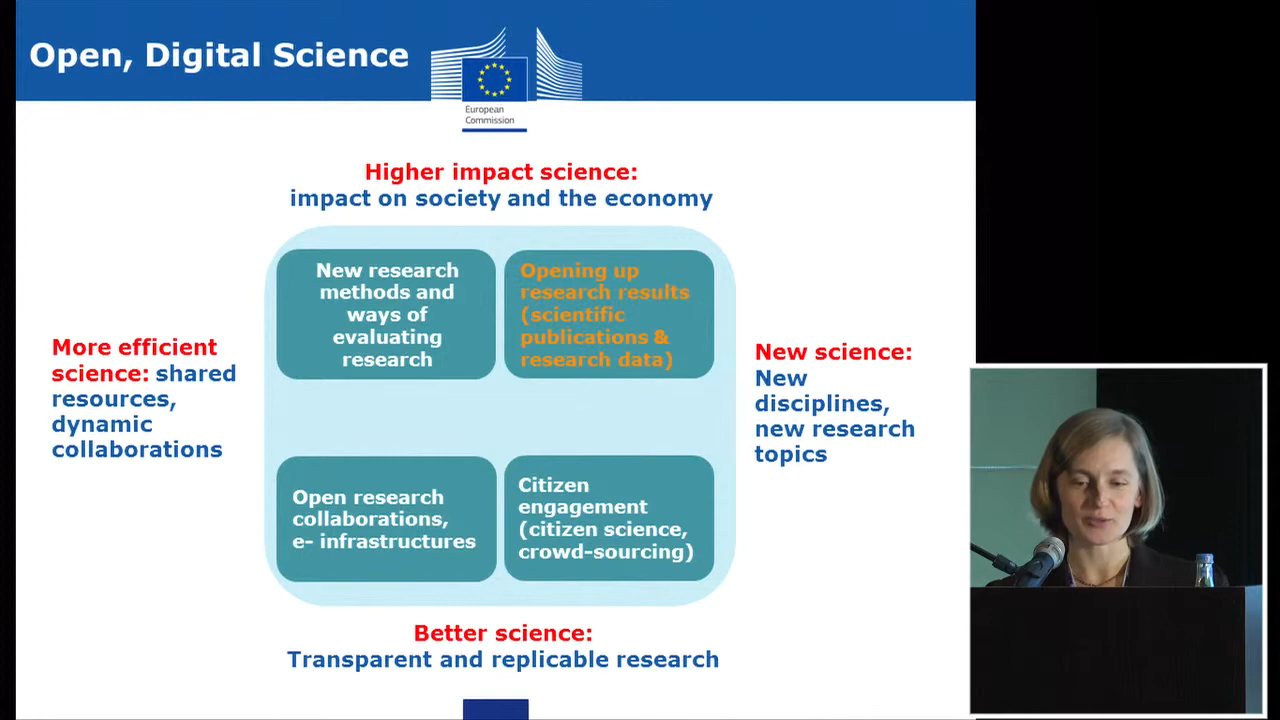 Open, Digital Science
European
Commission
Higher impact science:
impact on society and the economy
New research
methods and
ways of
evaluating
research
Opening up
research results
(scientific
publications &
research data)
More efficient
science: shared
resources,
dynamic
collaborations
New science:
New
disciplines,
new research
topics
Open research
collaborations,
e- infrastructures
Citizen
engagement
(citizen science,
crowd-sourcing)
Better science:
Transparent and replicable research